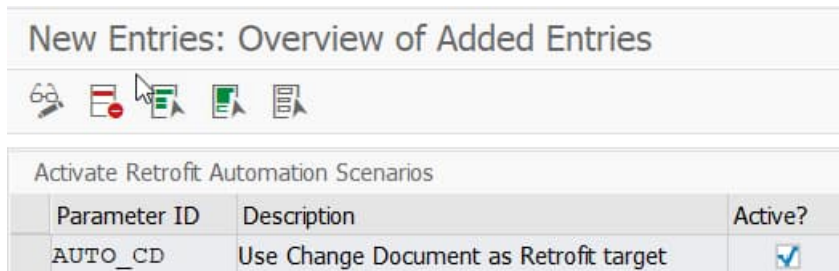 New Entries: Overview of Added Entries
Activate Retrofit Automation Scenarios
Parameter ID Description Active?
AUTO_CD Use Change Document as Retrofit target